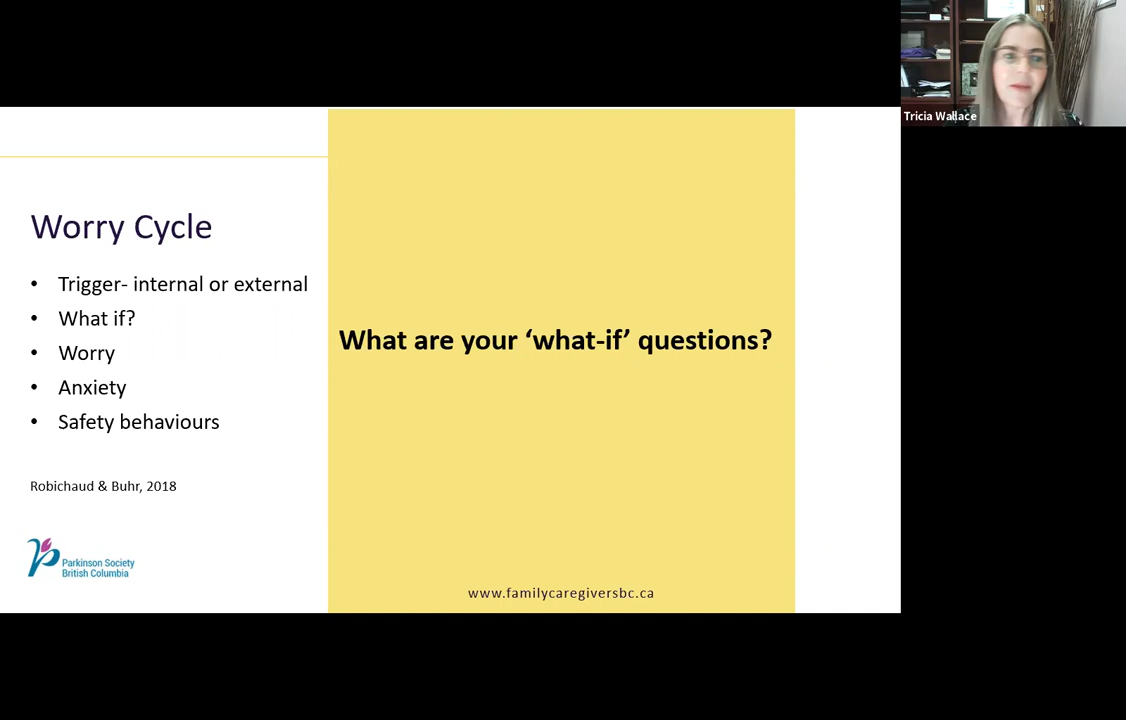 Tricia Wallace
Worry Cycle
• Trigger- internal or external
• What if?
• Worry
• Anxiety
• Safety behaviours
Robichaud & Buhr, 2018
Parkinson Society
British Columbia
What are your ‘what-if’ questions?
www.familycaregiversbc.ca